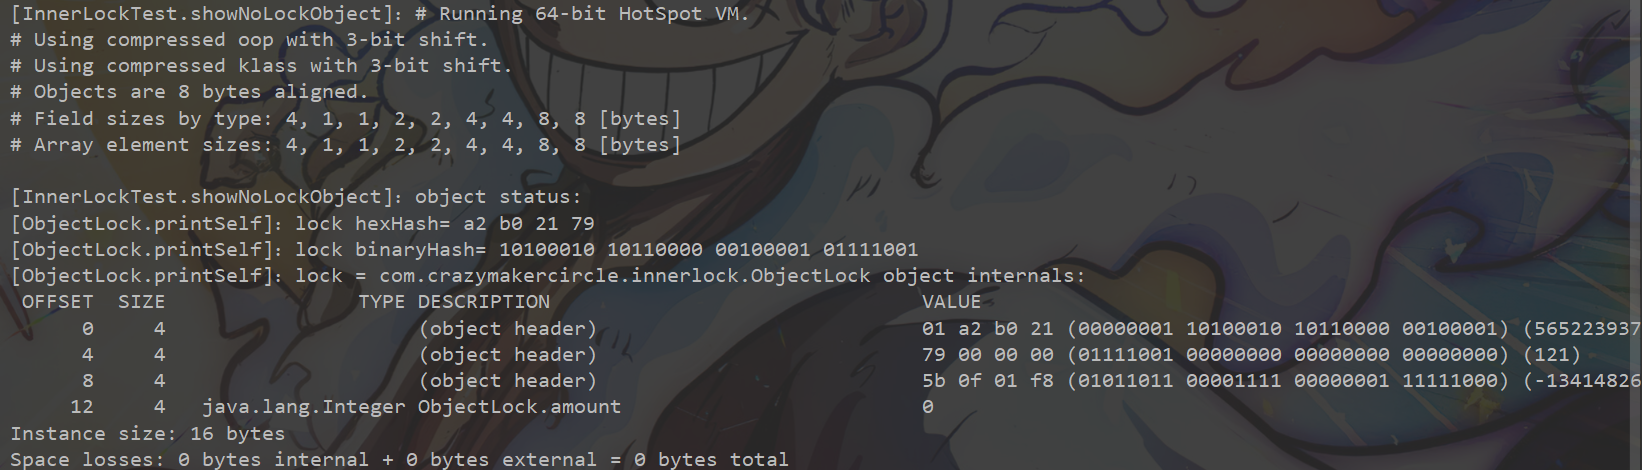 [InnerLockTest.showNoLockObject]: # Running 64-bit HotSpot VM.
# Using compressed oop with 3-bit shift.
# Using compressed klass with 3-bit shift.
# Objects are 8 bytes aligned.
# Field sizes by type: 4, 1, 1, 2, 2, 4, 4, 8, 8 [bytes]
# Array element sizes: 4, 1, 1, 2, 2, 4, 4, 8, 8 [bytes]
[InnerLockTest.showNoLockObject]: object status:
[ObjectLock.printSelf]: lock hexHash= a2 b0 21 79
[ObjectLock.printSelf]: lock binaryHash= 10100010 10110000 00100001 01111001
[ObjectLock.printSelf]: lock = com.crazymakercircle.innerlock.ObjectLock object internals:
OFFSET SIZE TYPE DESCRIPTION VALUE
0 4 (object header) 01 a2 b0 21 (00000001 10100010 10110000 00100001) (565223937
4 4 (object header) 79 00 00 00 (01111001 00000000 00000000 00000000) (121)
8 4 (object header) 5b 0f 01 f8 (01011011 00001111 00000001 11111000) (-13414826
12 4 java.lang.Integer ObjectLock.amount 0
Instance size: 16 bytes
Space losses: 0 bytes internal + 0 bytes external = 0 bytes total